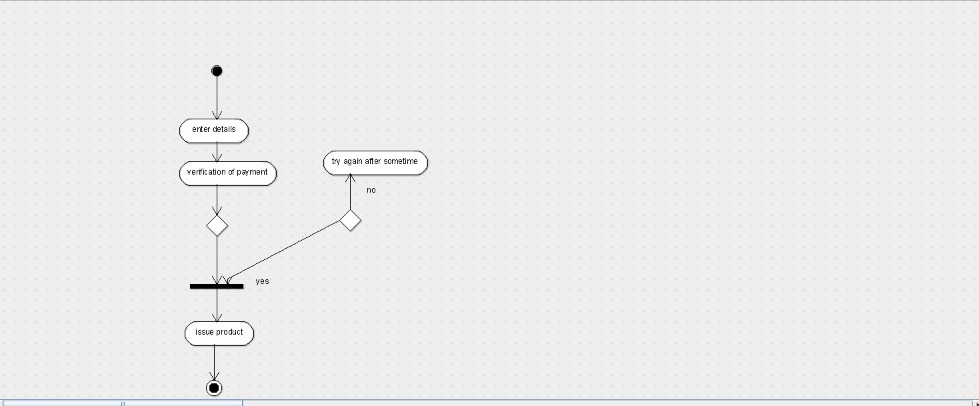 enter details
verification of payment
try again after sometime
no
yes
issue product